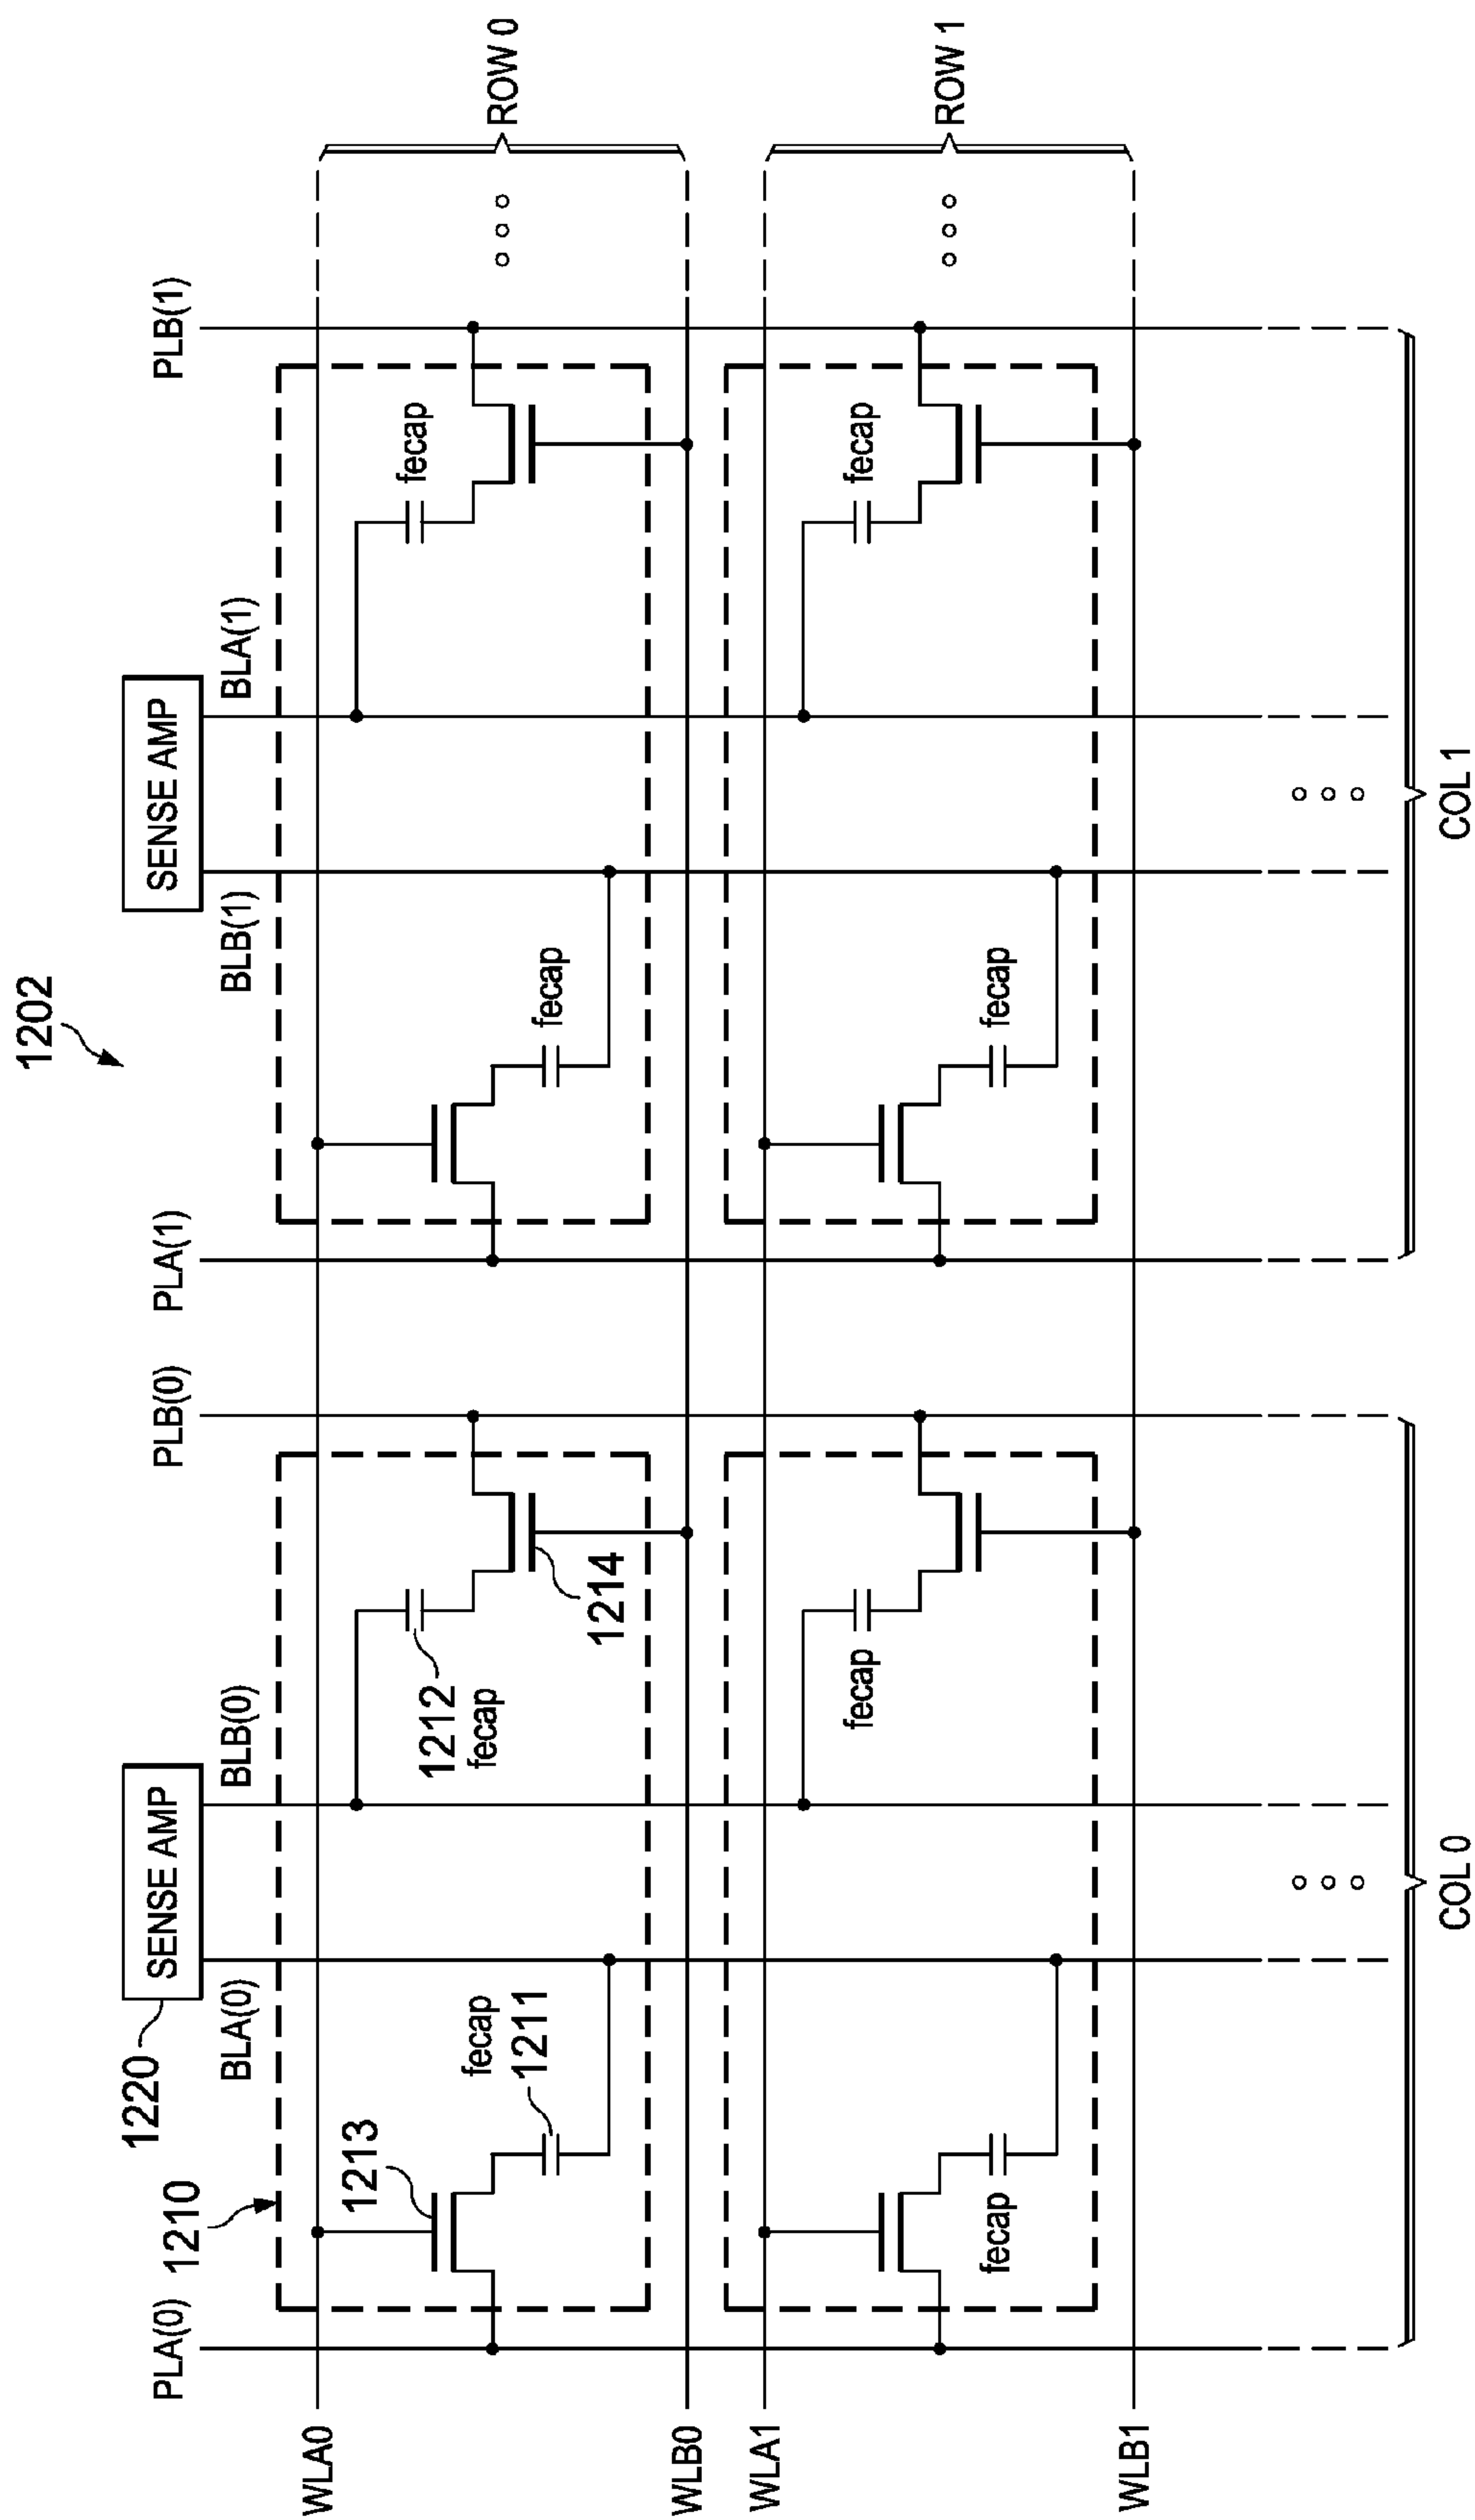 1202
1220
SENSE AMP
SENSE AMP
PLA(0)
1210
BLA(0)
BLB(0)
PLB(0)
PLA(1)
BLB(1)
BLA(1)
PLB(1)
WLA0
1213
fecap
1211
1212
fecap
1214
fecap
fecap
ROW 0
WLB0
WLA1
fecap
fecap
fecap
fecap
ROW 1
WLB1
COL 0
COL 1